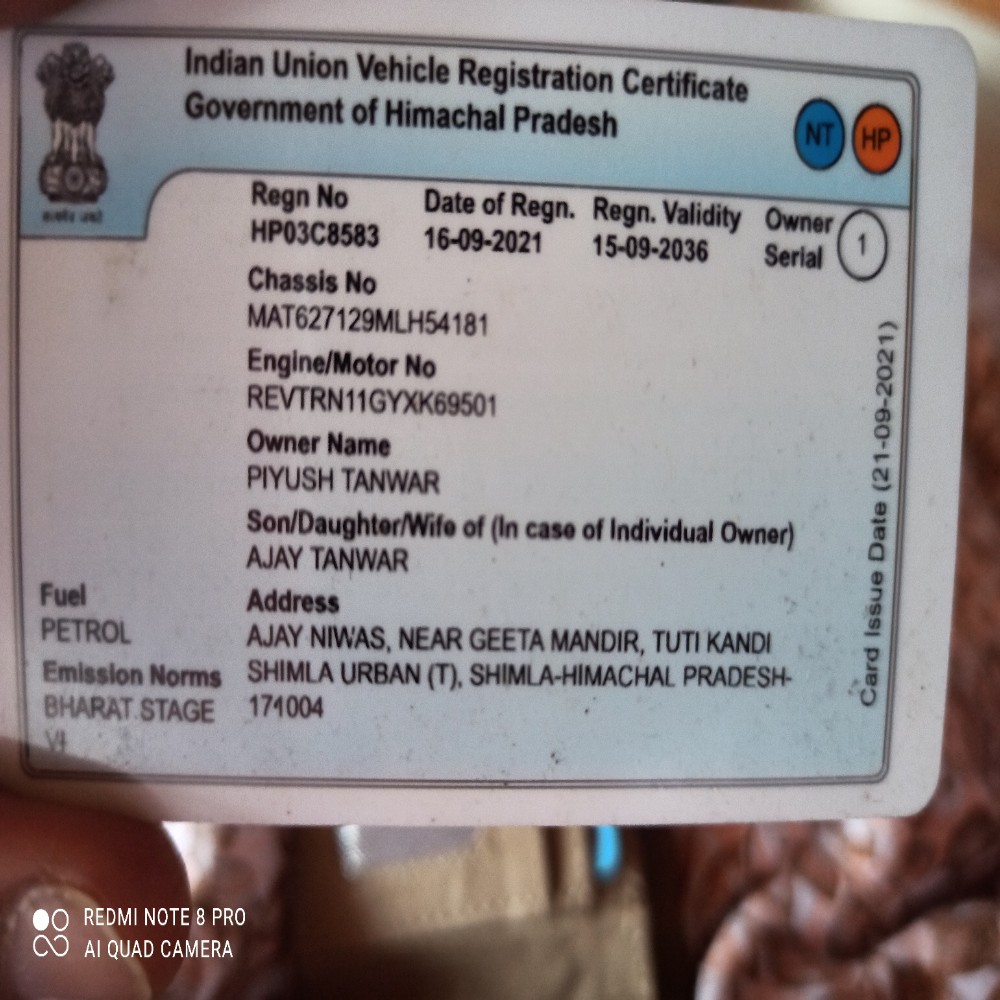 Indian Union Vehicle Registration Certificate
Government of Himachal Pradesh
NT HP
Regn No Date of Regn. Regn. Validity Owner Serial 1
HP03C8583 16-09-2021 15-09-2036
Chassis No
MAT627129MLH54181
Engine/Motor No
REVTRN11GYXK69501
Owner Name
PIYUSH TANWAR
Son/Daughter/Wife of (In case of Individual Owner)
AJAY TANWAR
Fuel
PETROL
Emission Norms
BHARAT STAGE
VI
Address
AJAY NIWAS, NEAR GEETA MANDIR, TUTI KANDI
SHIMLA URBAN (T), SHIMLA-HIMACHAL PRADESH-
171004
Card Issue Date (21-09-2021)
REDMI NOTE 8 PRO
AI QUAD CAMERA